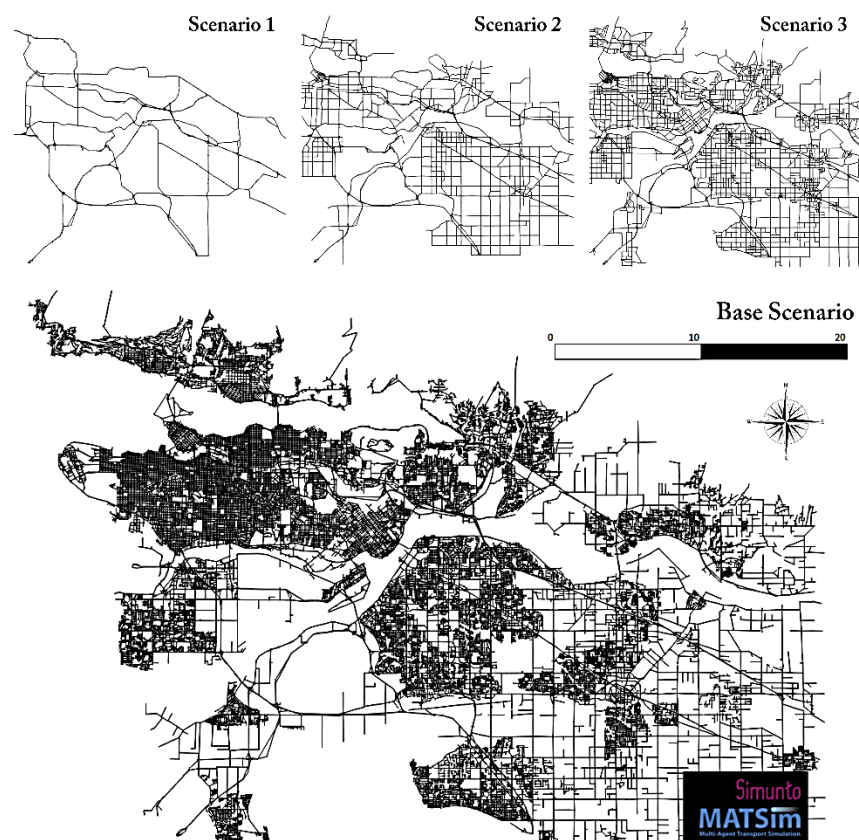 Scenario 1
Scenario 2
Scenario 3
Base Scenario
0 10 20
N
W E
S
Simunto
MATSim
Multi-Agent Transport Simulation